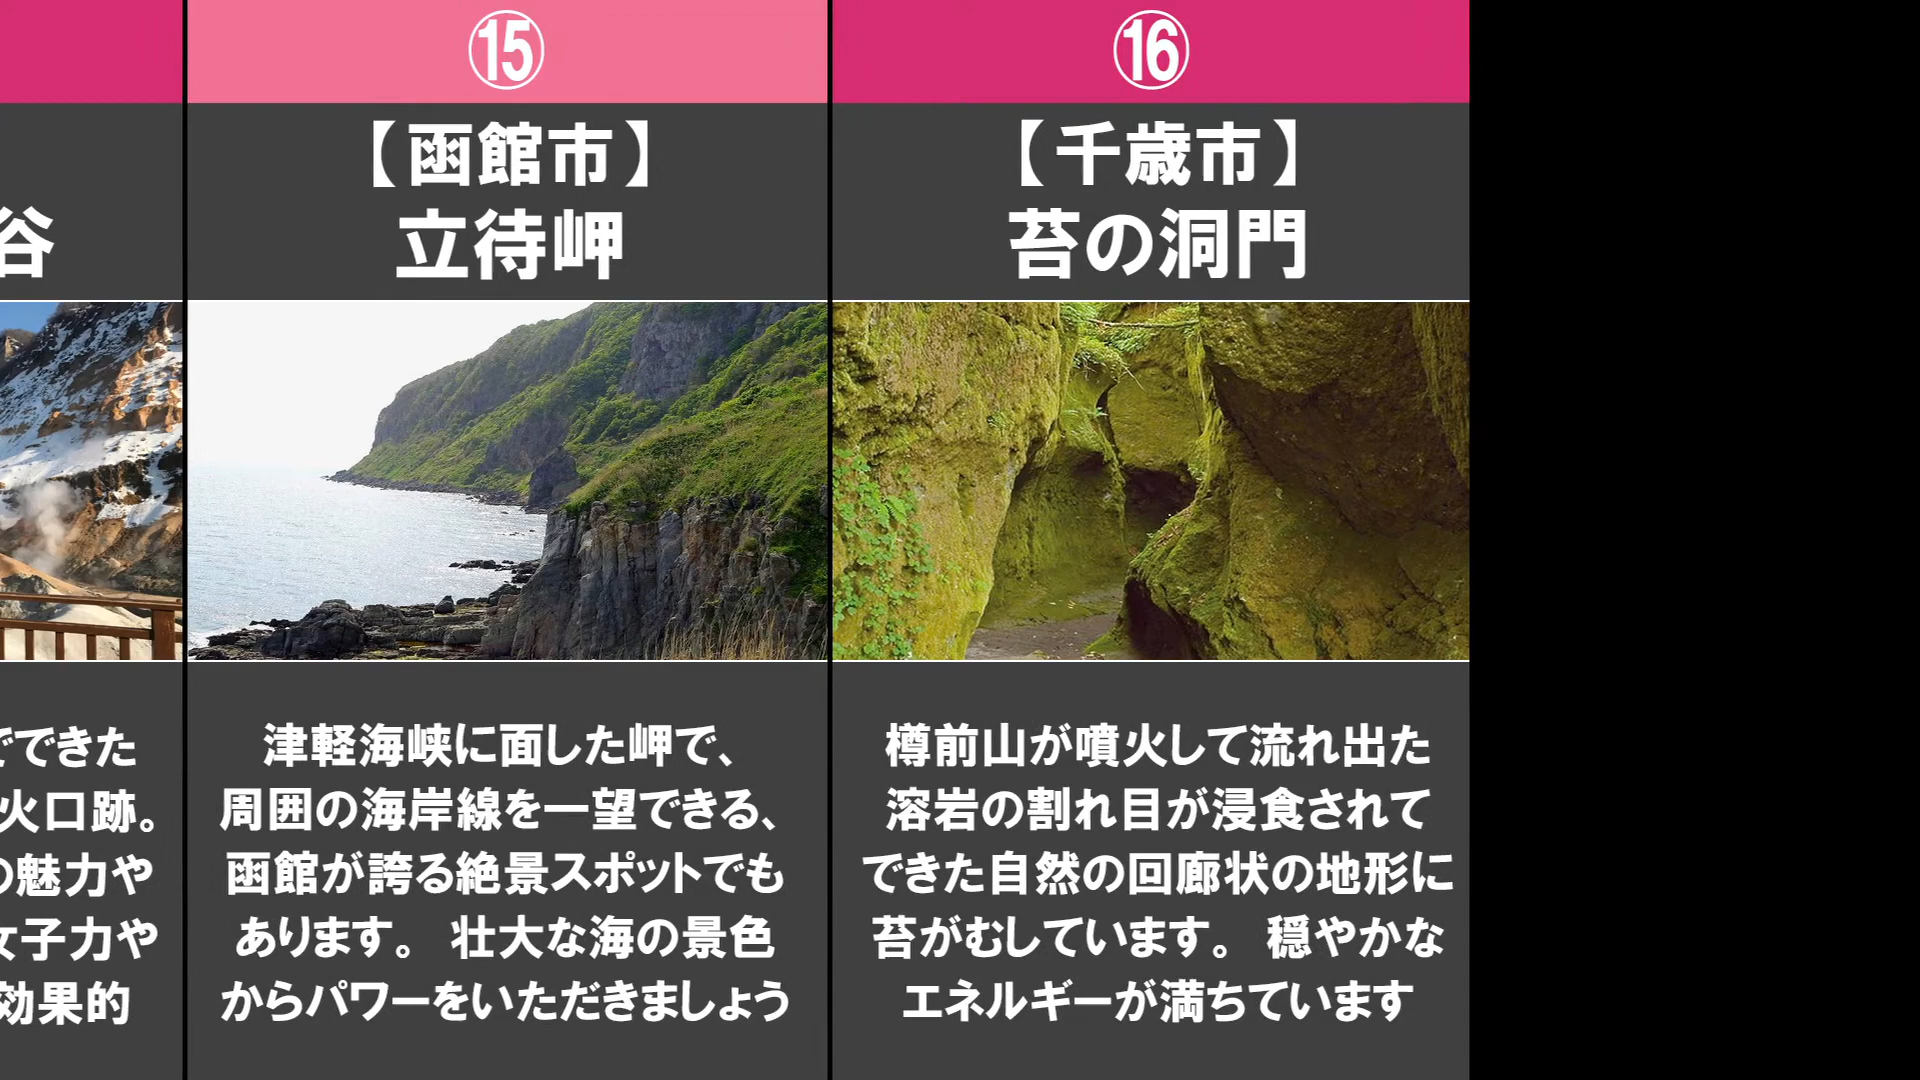 谷
でできた
火口跡。
の魅力や
女子力や
効果的
⑮
【函館市】
立待岬
津軽海峡に面した岬で、
周囲の海岸線を一望できる、
函館が誇る絶景スポットでも
あります。 壮大な海の景色
からパワーをいただきましょう
⑯
【千歳市】
苔の洞門
樽前山が噴火して流れ出た
溶岩の割れ目が浸食されて
できた自然の回廊状の地形に
苔がむしています。 穏やかな
エネルギーが満ちています